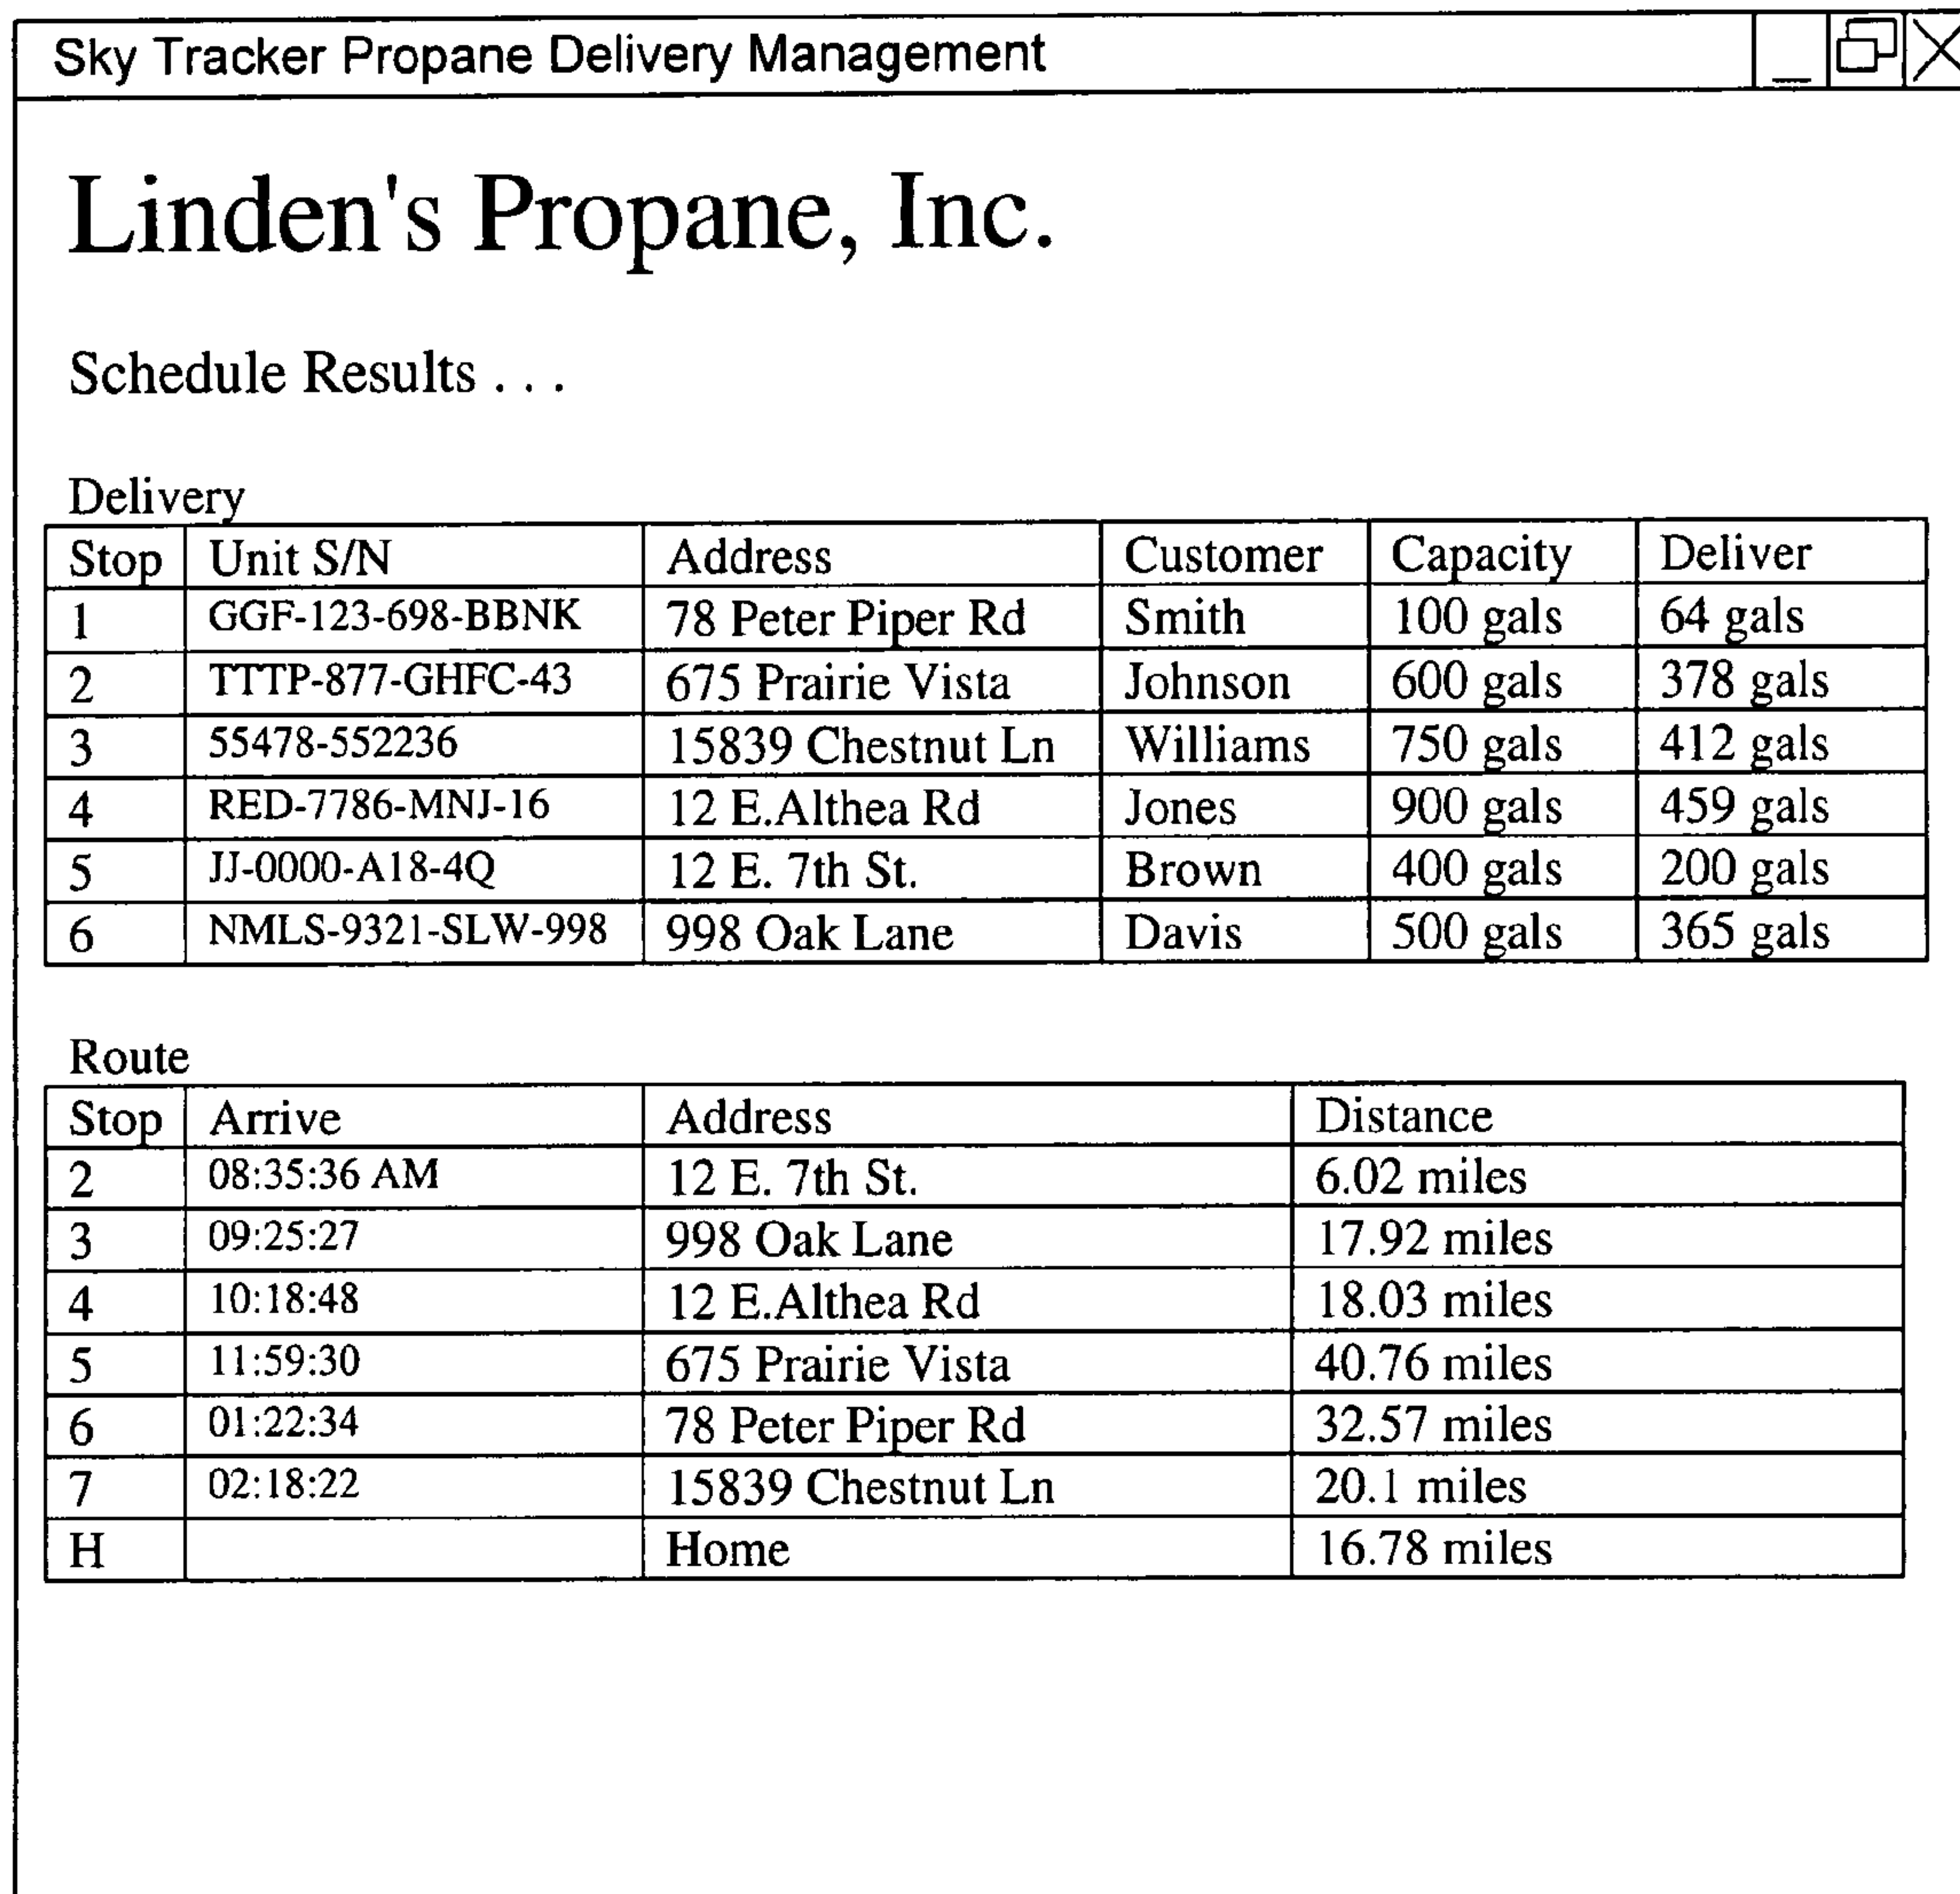 Sky Tracker Propane Delivery Management
Linden's Propane, Inc.
Schedule Results . . .
Delivery
Stop Unit S/N Address Customer Capacity Deliver
1 GGF-123-698-BBNK 78 Peter Piper Rd Smith 100 gals 64 gals
2 TTTP-877-GHFC-43 675 Prairie Vista Johnson 600 gals 378 gals
3 55478-552236 15839 Chestnut Ln Williams 750 gals 412 gals
4 RED-7786-MNJ-16 12 E.Althea Rd Jones 900 gals 459 gals
5 JJ-0000-A18-4Q 12 E. 7th St. Brown 400 gals 200 gals
6 NMLS-9321-SLW-998 998 Oak Lane Davis 500 gals 365 gals
Route
Stop Arrive Address Distance
2 08:35:36 AM 12 E. 7th St. 6.02 miles
3 09:25:27 998 Oak Lane 17.92 miles
4 10:18:48 12 E.Althea Rd 18.03 miles
5 11:59:30 675 Prairie Vista 40.76 miles
6 01:22:34 78 Peter Piper Rd 32.57 miles
7 02:18:22 15839 Chestnut Ln 20.1 miles
H Home 16.78 miles